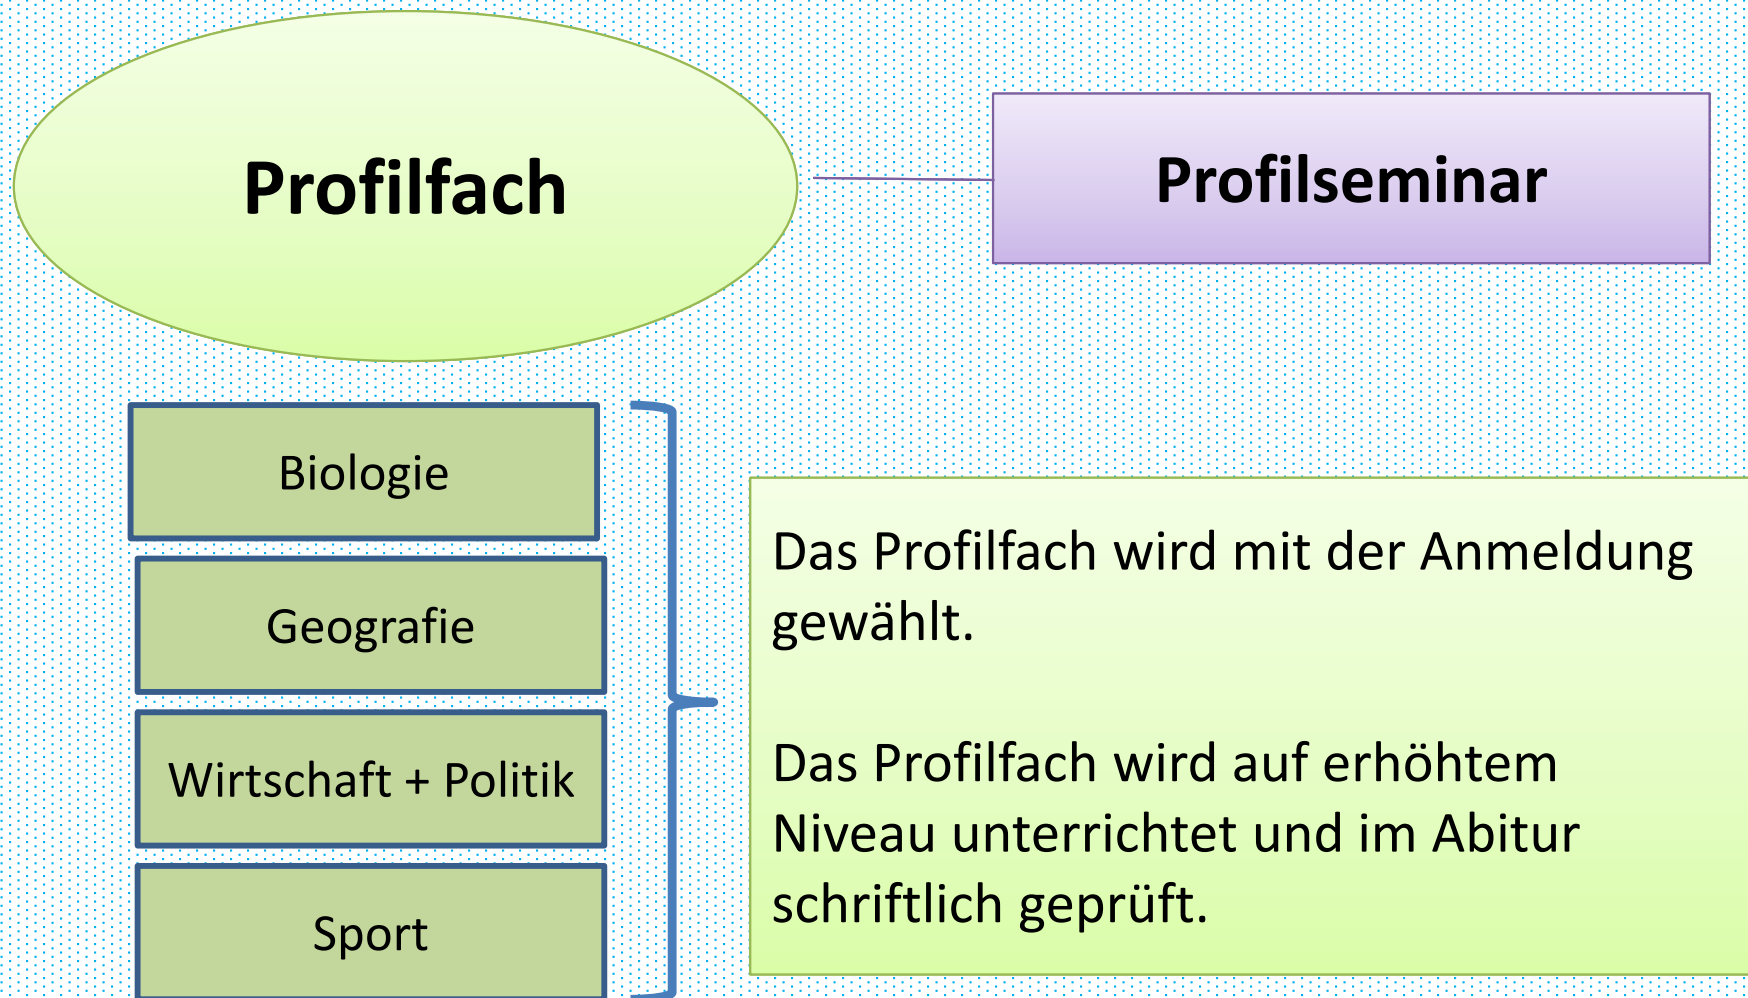 Profilfach
Profilseminar
Biologie
Geografie
Wirtschaft + Politik
Sport
Das Profilfach wird mit der Anmeldung
gewählt.
Das Profilfach wird auf erhöhtem
Niveau unterrichtet und im Abitur
schriftlich geprüft.